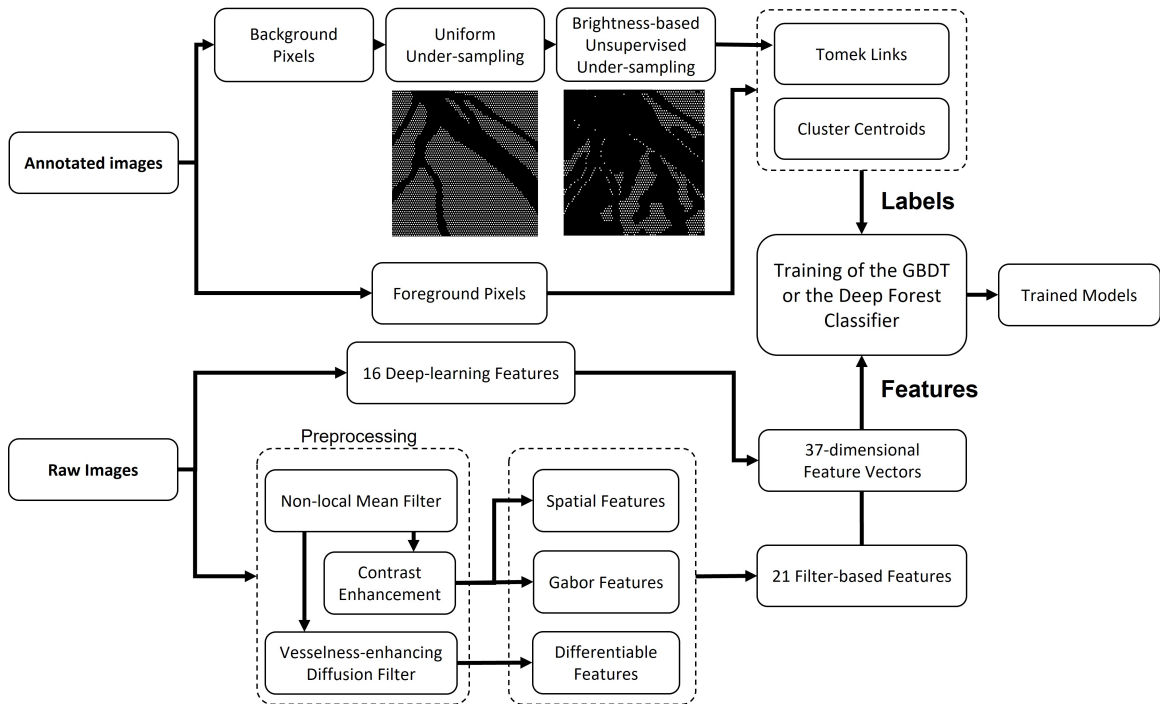 Background
Pixels
Uniform
Under-sampling
Brightness-based
Unsupervised
Under-sampling
Tomek Links
Cluster Centroids
Annotated images
Foreground Pixels
Labels
Training of the GBDT
or the Deep Forest
Classifier
Trained Models
16 Deep-learning Features
Features
Raw Images
Preprocessing
37-dimensional
Feature Vectors
Non-local Mean Filter
Spatial Features
Contrast
Enhancement
Gabor Features
21 Filter-based Features
Vesselness-enhancing
Diffusion Filter
Differentiable
Features